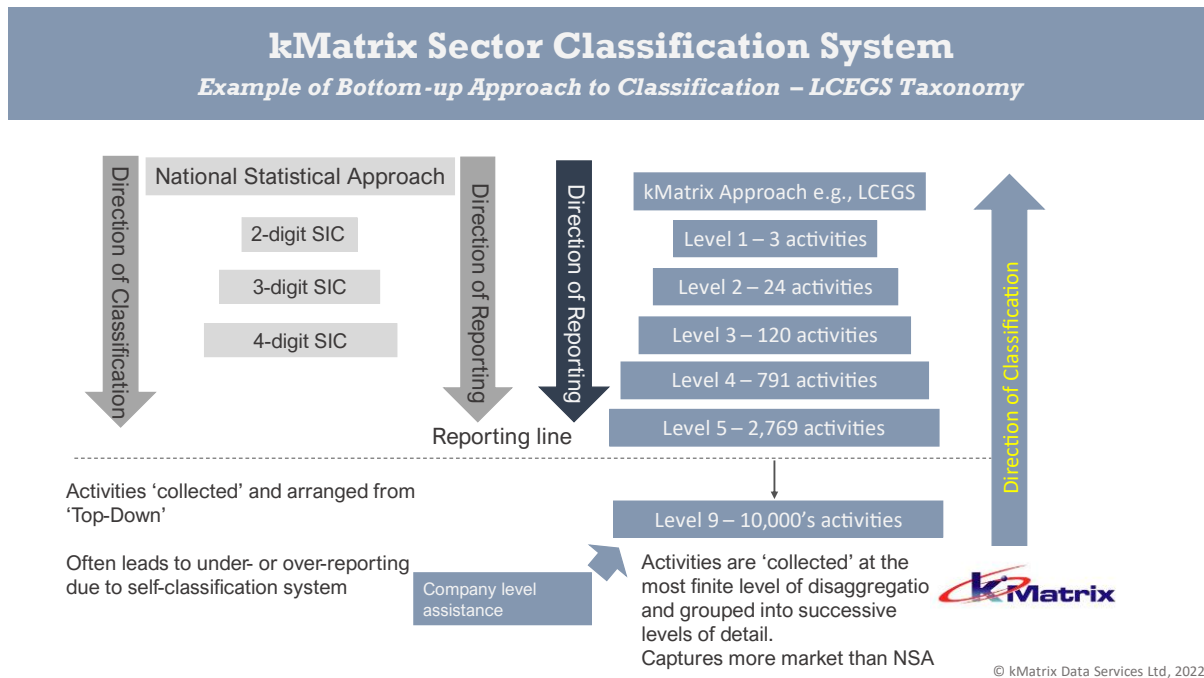 kMatrix Sector Classification System
Example of Bottom-up Approach to Classification – LCEGS Taxonomy
Direction of Classification
National Statistical Approach
2-digit SIC
3-digit SIC
4-digit SIC
Direction of Reporting
Direction of Reporting
kMatrix Approach e.g., LCEGS
Level 1 – 3 activities
Level 2 – 24 activities
Level 3 – 120 activities
Level 4 – 791 activities
Level 5 – 2,769 activities
Direction of Classification
Reporting line
Activities ‘collected’ and arranged from
‘Top-Down’
Often leads to under- or over-reporting
due to self-classification system
Level 9 – 10,000’s activities
Company level
assistance
Activities are ‘collected’ at the
most finite level of disaggregatio
and grouped into successive
levels of detail.
Captures more market than NSA
kMatrix
© kMatrix Data Services Ltd, 2022